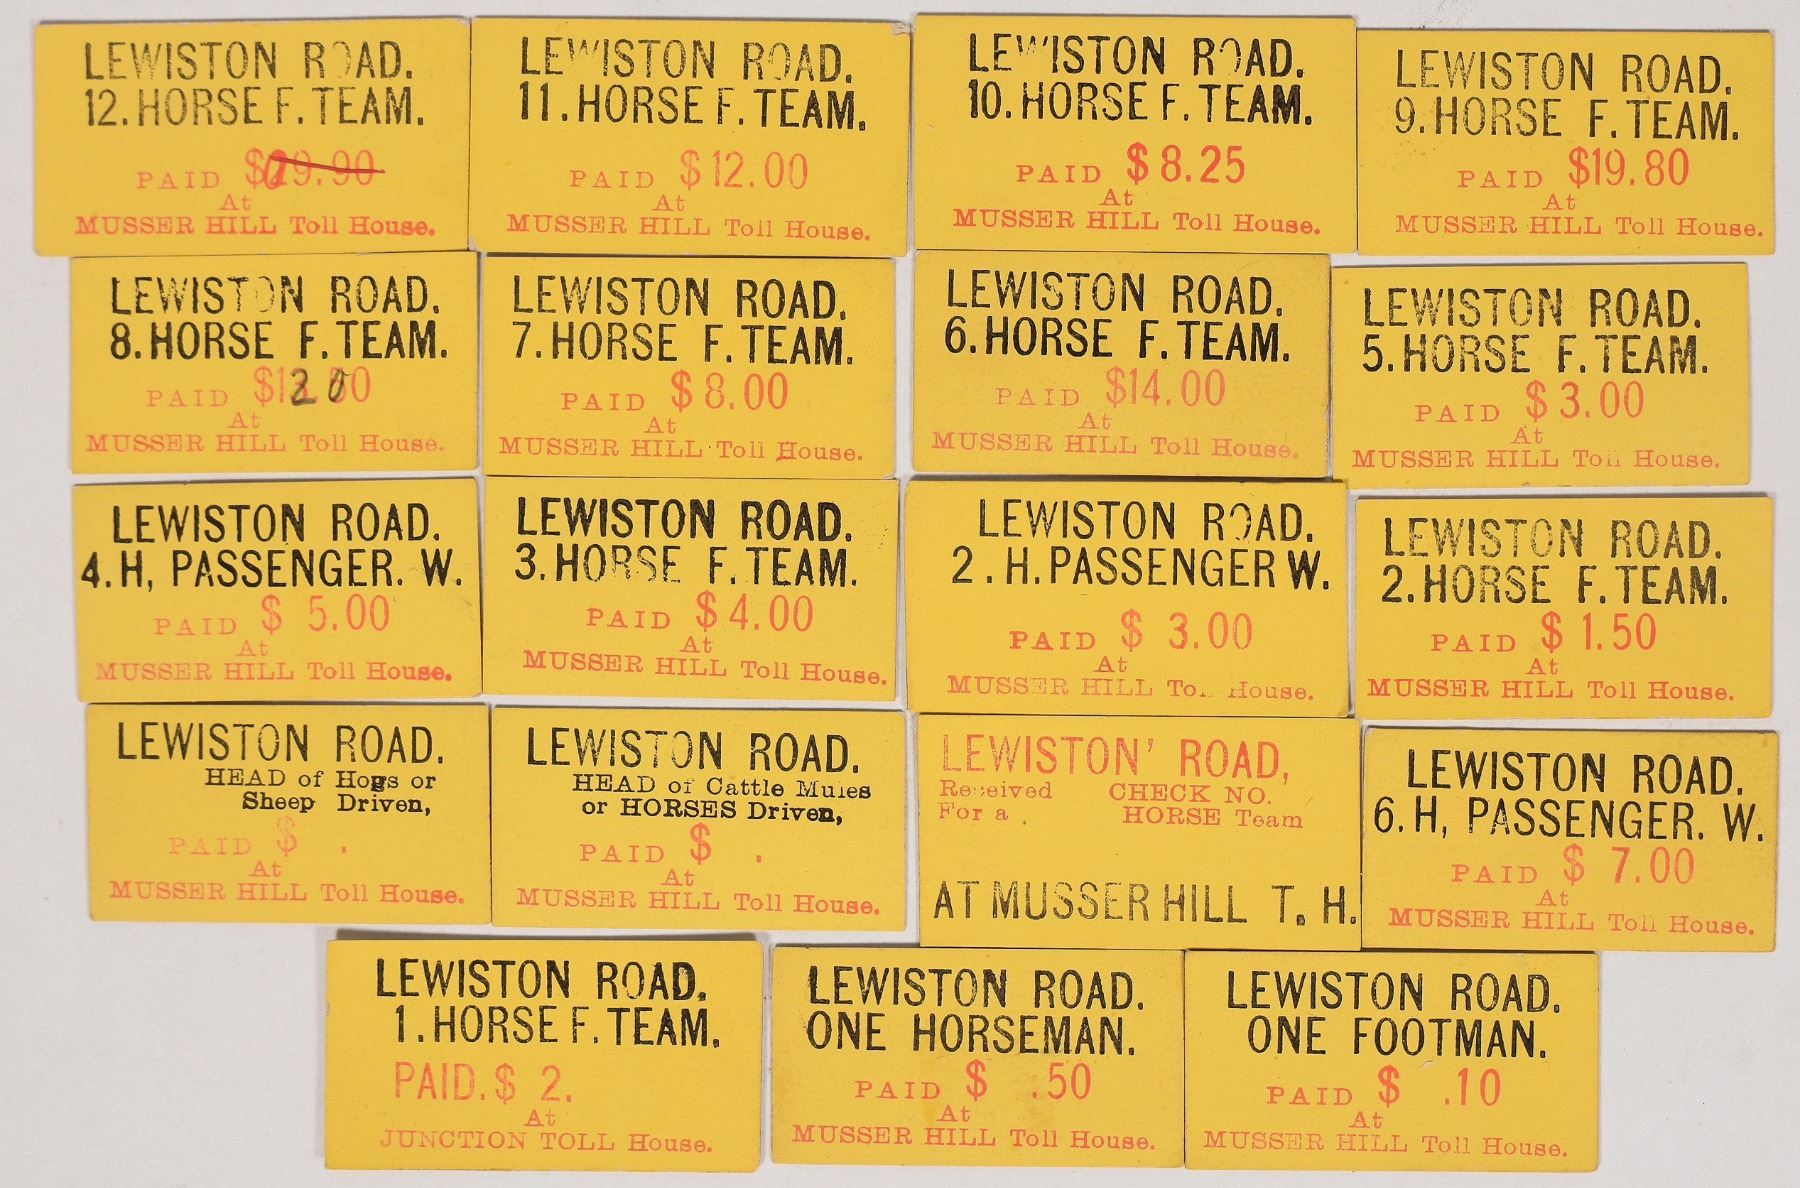 LEWISTON ROAD.
12. HORSE F. TEAM.
PAID
At
MUSSER HILL Toll House.
LEWISTON ROAD.
11. HORSE F. TEAM.
PAID $12.00
At
MUSSER HILL Toll House.
LEWISTON ROAD.
10. HORSE F. TEAM.
PAID $8.25
At
MUSSER HILL Toll House.
LEWISTON ROAD.
9. HORSE F. TEAM.
PAID $19.80
At
MUSSER HILL Toll House.
LEWISTON ROAD.
8. HORSE F. TEAM.
PAID
At
MUSSER HILL Toll House.
LEWISTON ROAD.
7. HORSE F. TEAM.
PAID $8.00
At
MUSSER HILL Toll House.
LEWISTON ROAD.
6. HORSE F. TEAM.
PAID $14.00
At
MUSSER HILL Toll House.
LEWISTON ROAD.
5. HORSE F. TEAM.
PAID $3.00
At
MUSSER HILL Toll House.
LEWISTON ROAD.
4. H, PASSENGER. W.
PAID $ 5.00
At
MUSSER HILL Toll House.
LEWISTON ROAD.
3. HORSE F. TEAM.
PAID $4.00
At
MUSSER HILL Toll House.
LEWISTON ROAD.
2. H. PASSENGER W.
PAID $ 3.00
At
MUSSER HILL Toll House.
LEWISTON ROAD.
2. HORSE F. TEAM.
PAID $ 1.50
At
MUSSER HILL Toll House.
LEWISTON ROAD.
HEAD of Hogs or
Sheep Driven,
PAID $ .
At
MUSSER HILL Toll House.
LEWISTON ROAD.
HEAD of Cattle Mules
or HORSES Driven,
PAID $ .
At
MUSSER HILL Toll House.
LEWISTON' ROAD,
Received CHECK NO.
For a HORSE Team
AT MUSSER HILL T. H.
LEWISTON ROAD.
6. H, PASSENGER. W.
PAID $ 7.00
At
MUSSER HILL Toll House.
LEWISTON ROAD.
1. HORSE F. TEAM.
PAID. $ 2.
At
JUNCTION TOLL House.
LEWISTON ROAD.
ONE HORSEMAN.
PAID $ .50
At
MUSSER HILL Toll House.
LEWISTON ROAD.
ONE FOOTMAN.
PAID $ .10
At
MUSSER HILL Toll House.